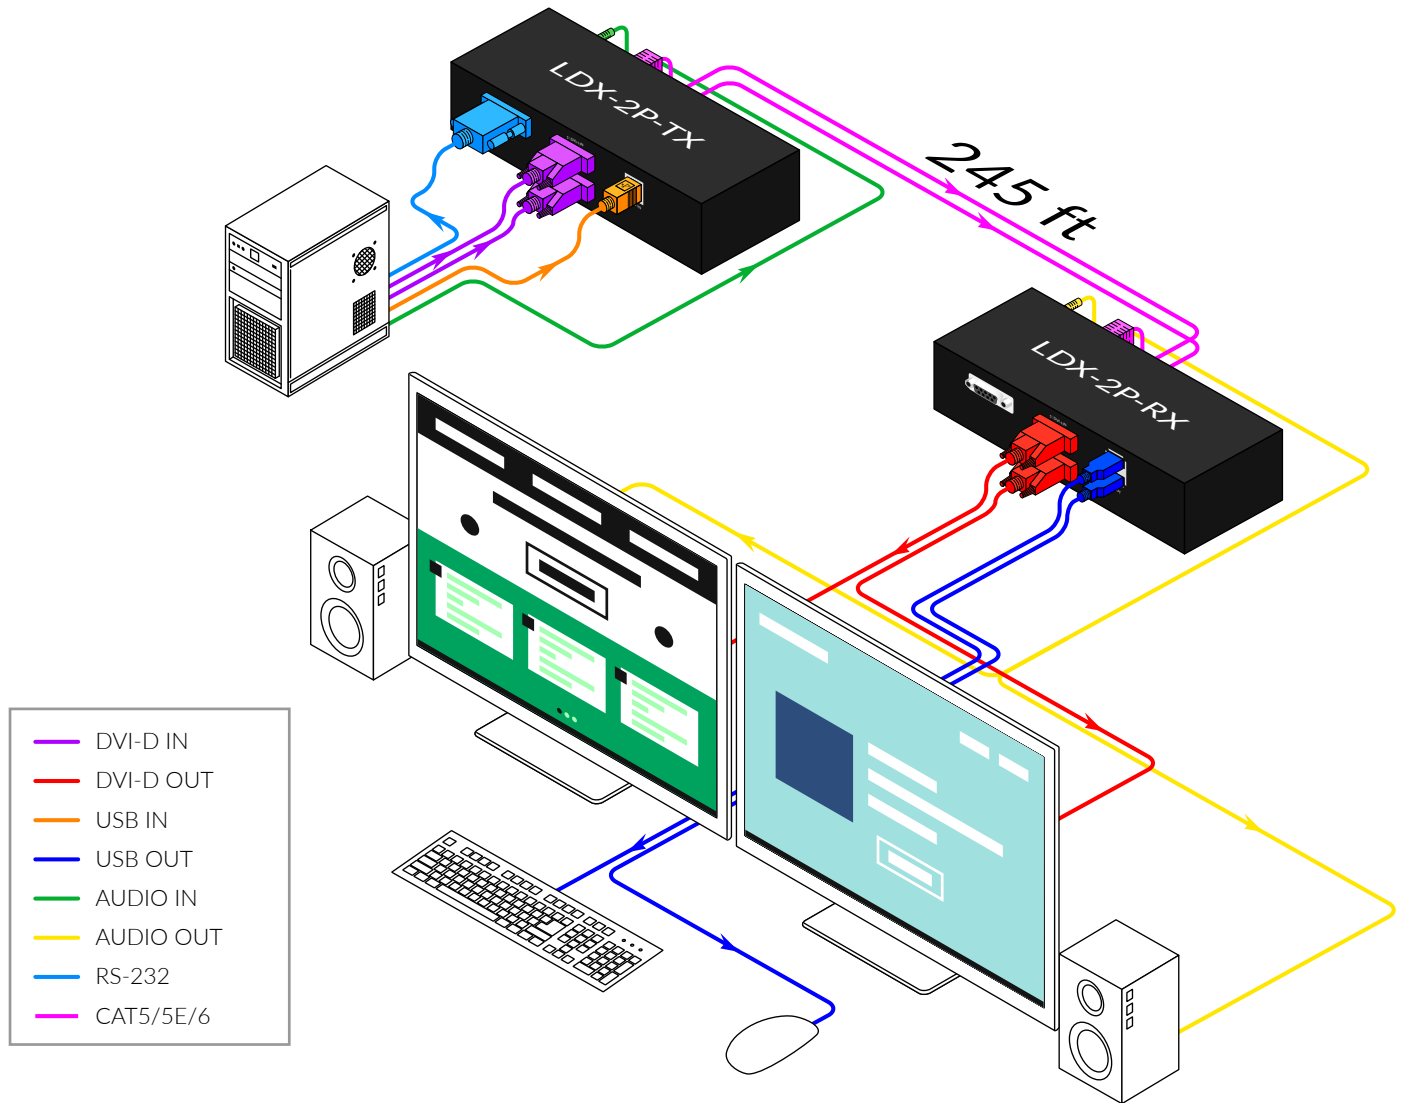 LDX-2P-TX
245 ft
LDX-2P-RX
DVI-D IN
DVI-D OUT
USB IN
USB OUT
AUDIO IN
AUDIO OUT
RS-232
CAT5/5E/6